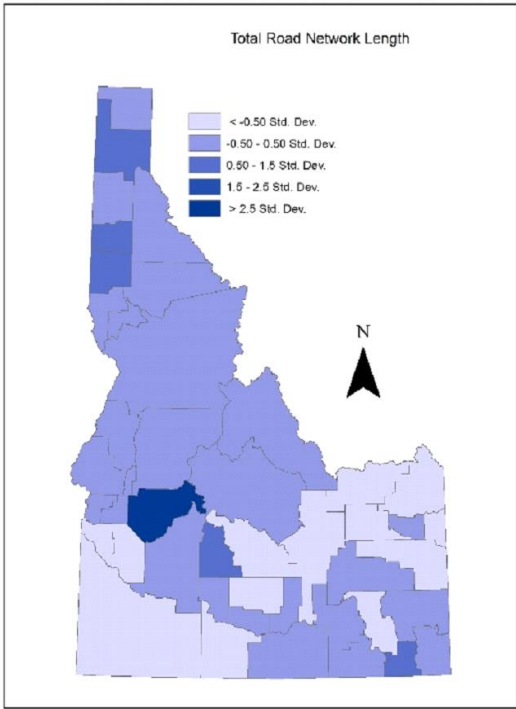 Total Road Network Length
< -0.50 Std. Dev.
-0.50 - 0.50 Std. Dev.
0.50 - 1.5 Std. Dev.
1.5 - 2.5 Std. Dev.
> 2.5 Std. Dev.
N